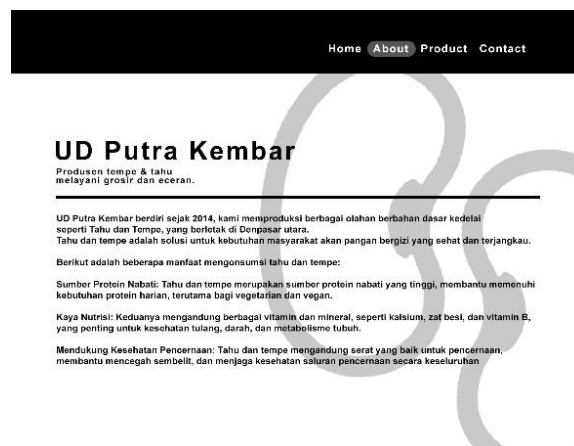 Home About Product Contact
UD Putra Kembar
Produsen tempe & tahu
melayani grosir dan eceran.
UD Putra Kembar berdiri sejak 2014, kami memproduksi berbagai olahan berbahan dasar kedelai
seperti Tahu dan Tempe, yang berletak di Denpasar utara.
Tahu dan tempe adalah solusi untuk kebutuhan masyarakat akan pangan bergizi yang sehat dan terjangkau.
Berikut adalah beberapa manfaat mengonsumsi tahu dan tempe:
Sumber Protein Nabati: Tahu dan tempe merupakan sumber protein nabati yang tinggi, membantu memenuhi
kebutuhan protein harian, terutama bagi vegetarian dan vegan.
Kaya Nutrisi: Keduanya mengandung berbagai vitamin dan mineral, seperti kalsium, zat besi, dan vitamin B,
yang penting untuk kesehatan tulang, darah, dan metabolisme tubuh.
Mendukung Kesehatan Pencernaan: Tahu dan tempe mengandung serat yang baik untuk pencernaan,
membantu mencegah sembelit, dan menjaga kesehatan saluran pencernaan secara keseluruhan